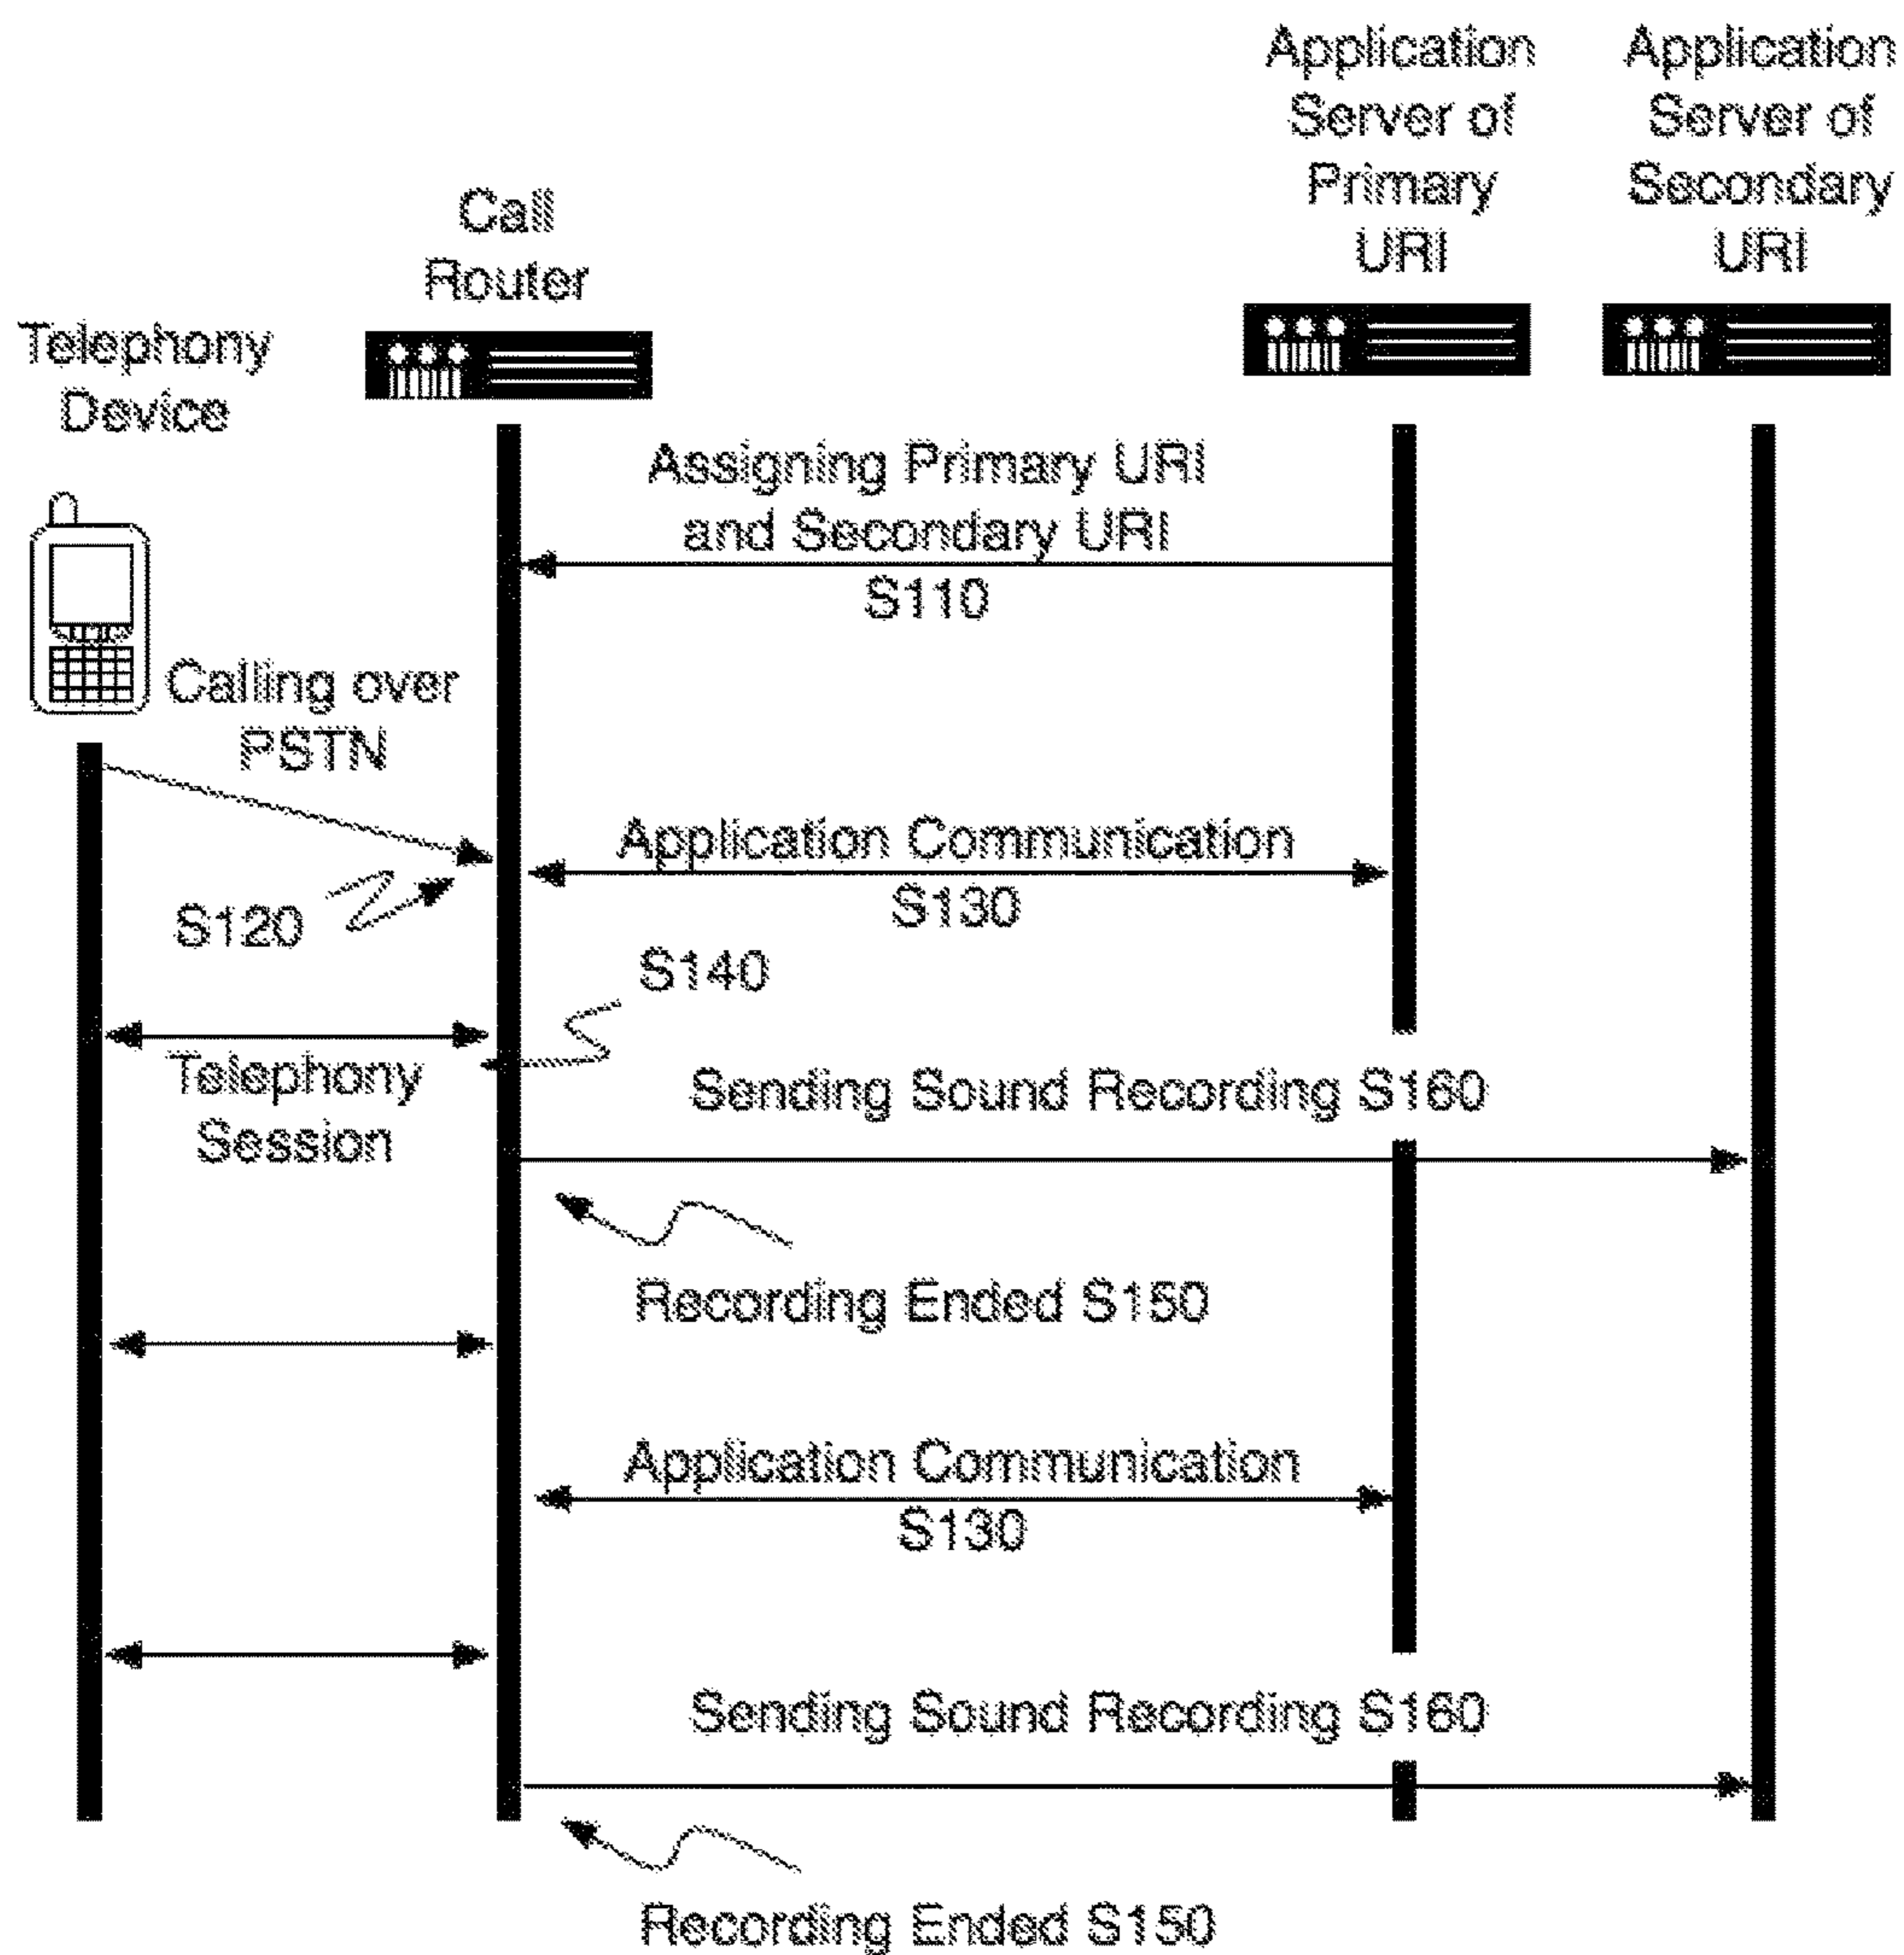 Application
Server of
Primary
URI
Application
Server of
Secondary
URI
Call
Router
Telephony
Device
Assigning Primary URI
and Secondary URI
S110
Calling over
PSTN
Application Communication
S130
S120
S140
Telephony
Session
Sending Sound Recording S160
Recording Ended S150
Application Communication
S130
Sending Sound Recording S160
Recording Ended S150